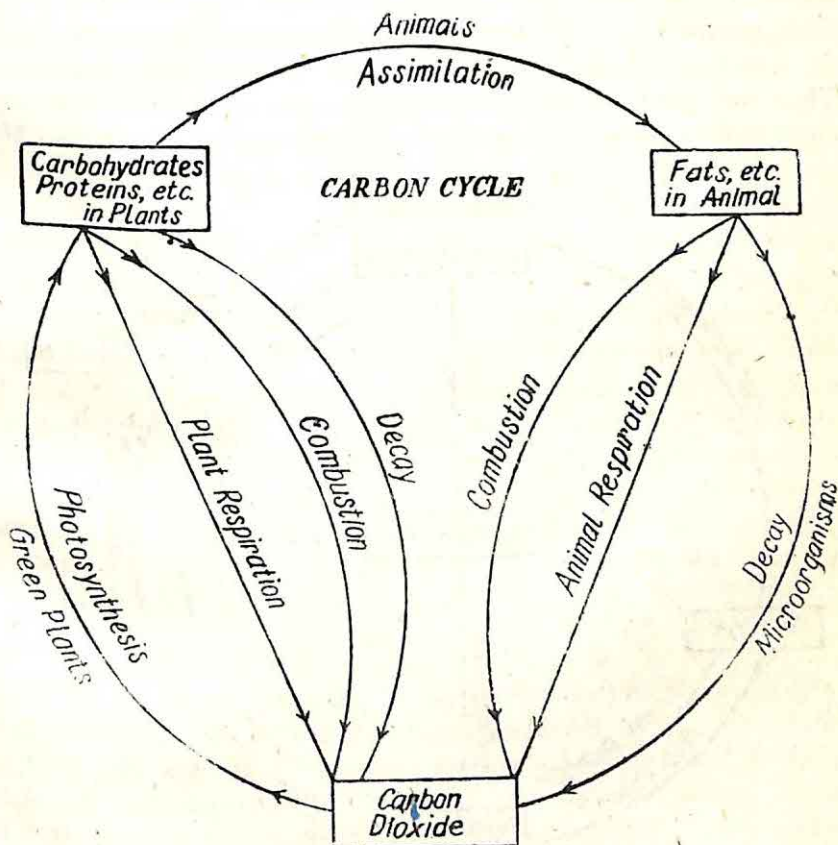 Animals
Assimilation
Carbohydrates
Proteins, etc.
in Plants
CARBON CYCLE
Fats, etc.
in Animal
Photosynthesis
Green Plants
Plant Respiration
Combustion
Decay
Combustion
Animal Respiration
Decay
Microorganisms
Carbon
Dioxide